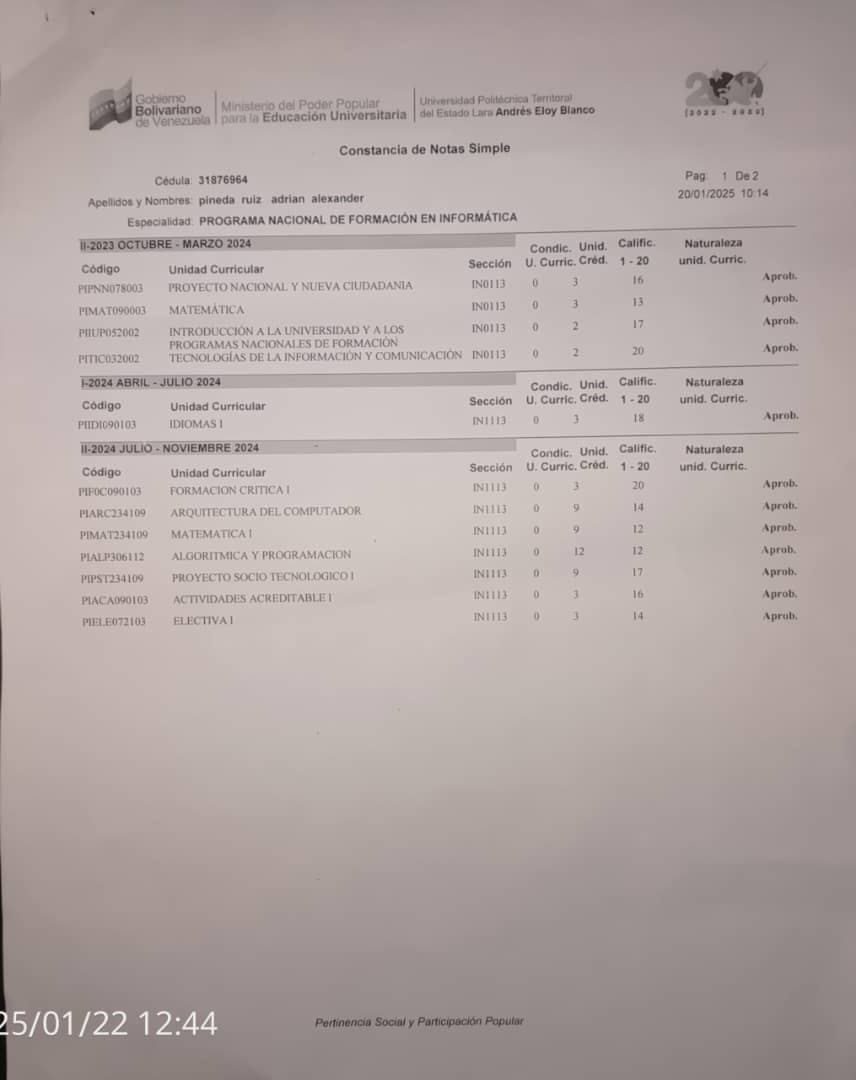 Gobierno
Bolivariano
de Venezuela
Ministerio del Poder Popular
para la Educación Universitaria
Universidad Politécnica Territorial
del Estado Lara Andrés Eloy Blanco
Constancia de Notas Simple
Cédula: 31876964
Pag: 1 De 2
Apellidos y Nombres: pineda ruiz adrian alexander
20/01/2025 10:14
Especialidad: PROGRAMA NACIONAL DE FORMACIÓN EN INFORMÁTICA
II-2023 OCTUBRE - MARZO 2024 Condic. Unid. Calific. Naturaleza
Código Unidad Curricular Sección U. Curric. Créd. 1 - 20 unid. Curric.
PIPNN078003 PROYECTO NACIONAL Y NUEVA CIUDADANIA IN0113 0 3 16 Aprob.
PIMAT090003 MATEMÁTICA IN0113 0 3 13 Aprob.
PIIUP052002 INTRODUCCIÓN A LA UNIVERSIDAD Y A LOS IN0113 0 2 17 Aprob.
PROGRAMAS NACIONALES DE FORMACIÓN
PITIC032002 TECNOLOGÍAS DE LA INFORMACIÓN Y COMUNICACIÓN IN0113 0 2 20 Aprob.
I-2024 ABRIL - JULIO 2024 Condic. Unid. Calific. Naturaleza
Código Unidad Curricular Sección U. Curric. Créd. 1 - 20 unid. Curric.
PIIDI090103 IDIOMAS I IN1113 0 3 18 Aprob.
II-2024 JULIO - NOVIEMBRE 2024 Condic. Unid. Calific. Naturaleza
Código Unidad Curricular Sección U. Curric. Créd. 1 - 20 unid. Curric.
PIFOC090103 FORMACION CRITICA I IN1113 0 3 20 Aprob.
PIARC234109 ARQUITECTURA DEL COMPUTADOR IN1113 0 9 14 Aprob.
PIMAT234109 MATEMATICA I IN1113 0 9 12 Aprob.
PIALP306112 ALGORITMICA Y PROGRAMACION IN1113 0 12 12 Aprob.
PIPST234109 PROYECTO SOCIO TECNOLOGICO I IN1113 0 9 17 Aprob.
PIACA090103 ACTIVIDADES ACREDITABLE I IN1113 0 3 16 Aprob.
PIELE072103 ELECTIVA I IN1113 0 3 14 Aprob.
Pertinencia Social y Participación Popular
25/01/22 12:44